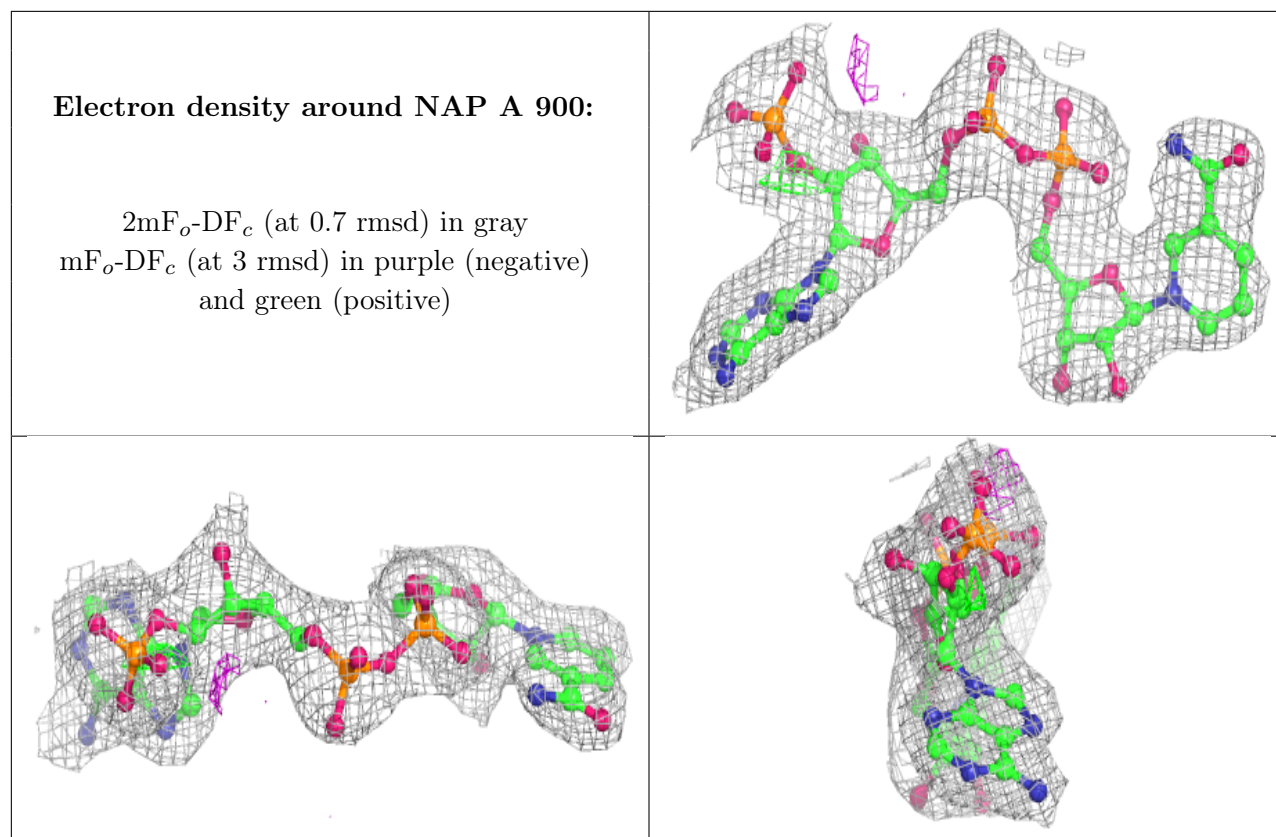 Electron density around NAP A 900:
2mFo-DFc (at 0.7 rmsd) in gray
mFo-DFc (at 3 rmsd) in purple (negative)
and green (positive)